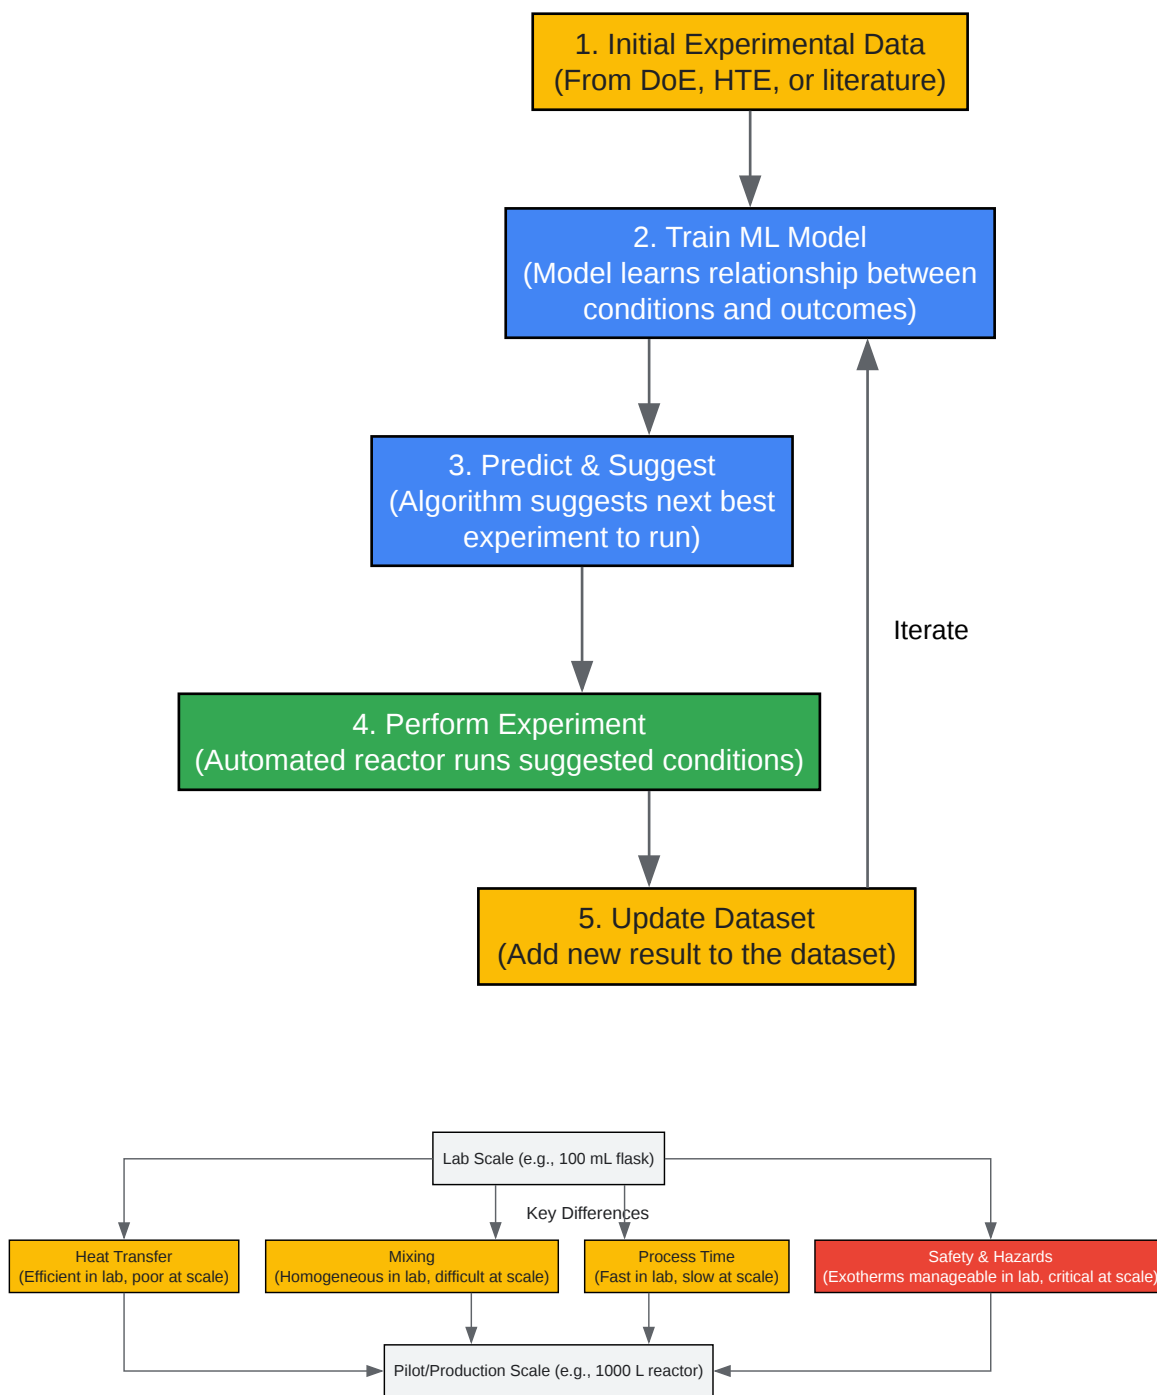 1. Initial Experimental Data
(From DoE, HTE, or literature)
2. Train ML Model
(Model learns relationship between
conditions and outcomes)
3. Predict & Suggest
(Algorithm suggests next best
experiment to run)
Iterate
4. Perform Experiment
(Automated reactor runs suggested conditions)
5. Update Dataset
(Add new result to the dataset)
Lab Scale (e.g., 100 mL flask)
Key Differences
Heat Transfer
(Efficient in lab, poor at scale)
Mixing
(Homogeneous in lab, difficult at scale)
Process Time
(Fast in lab, slow at scale)
Safety & Hazards
(Exotherms manageable in lab, critical at scale)
Pilot/Production Scale (e.g., 1000 L reactor)